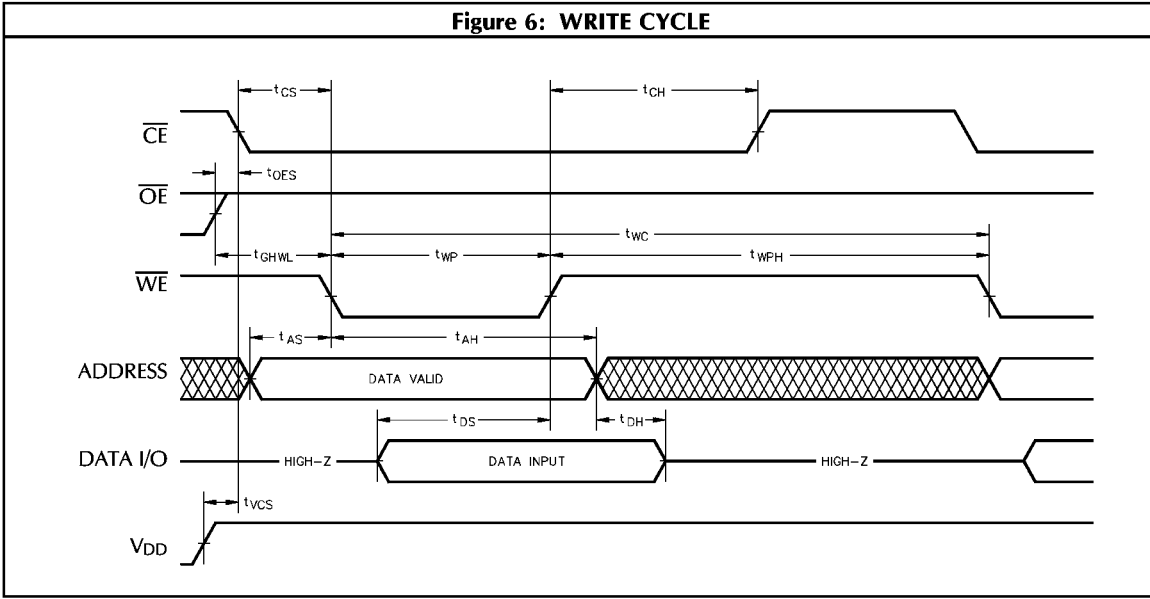 Figure 6: WRITE CYCLE
tCS
tCH
CE
tOES
OE
tWC
tGHWL
tWP
tWPH
WE
tAS
tAH
ADDRESS
DATA VALID
tDS
tDH
DATA I/O
HIGH-Z
DATA INPUT
HIGH-Z
tVCS
VDD